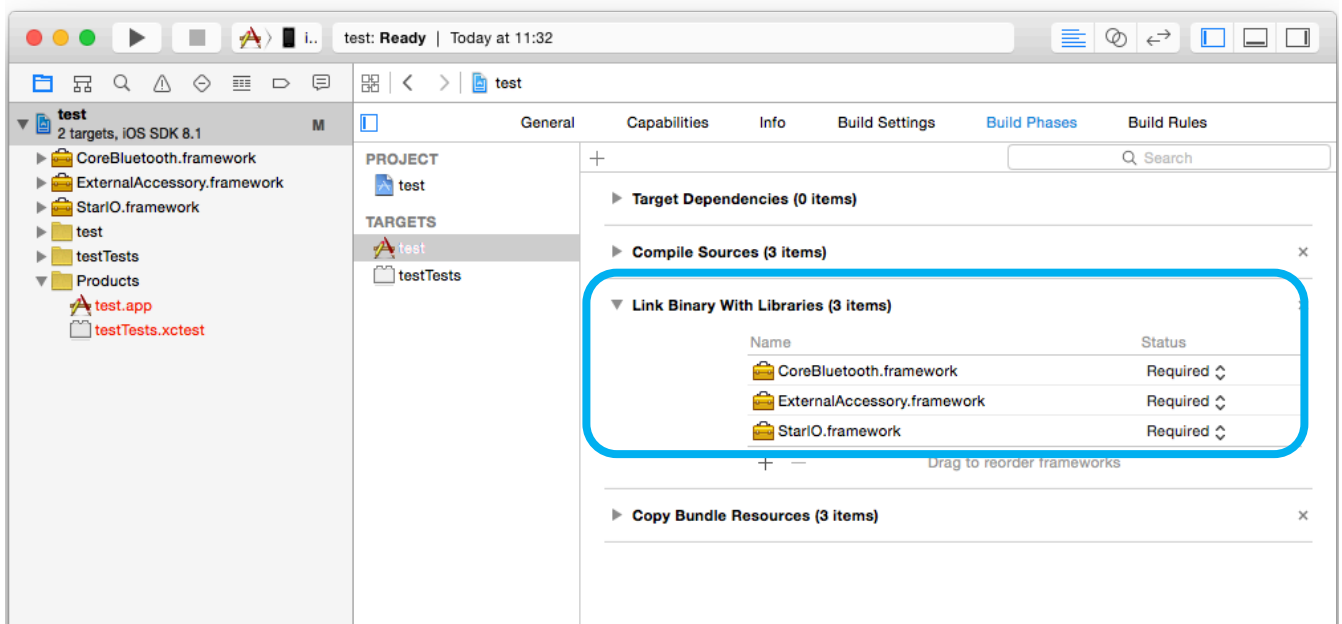 i..
test: Ready | Today at 11:32
test
test
2 targets, iOS SDK 8.1
M
CoreBluetooth.framework
ExternalAccessory.framework
StarIO.framework
test
testTests
Products
test.app
testTests.xctest
General Capabilities Info Build Settings Build Phases Build Rules
PROJECT
test
TARGETS
test
testTests
Search
Target Dependencies (0 items)
Compile Sources (3 items)
Link Binary With Libraries (3 items)
Name Status
CoreBluetooth.framework Required
ExternalAccessory.framework Required
StarIO.framework Required
Drag to reorder frameworks
Copy Bundle Resources (3 items)